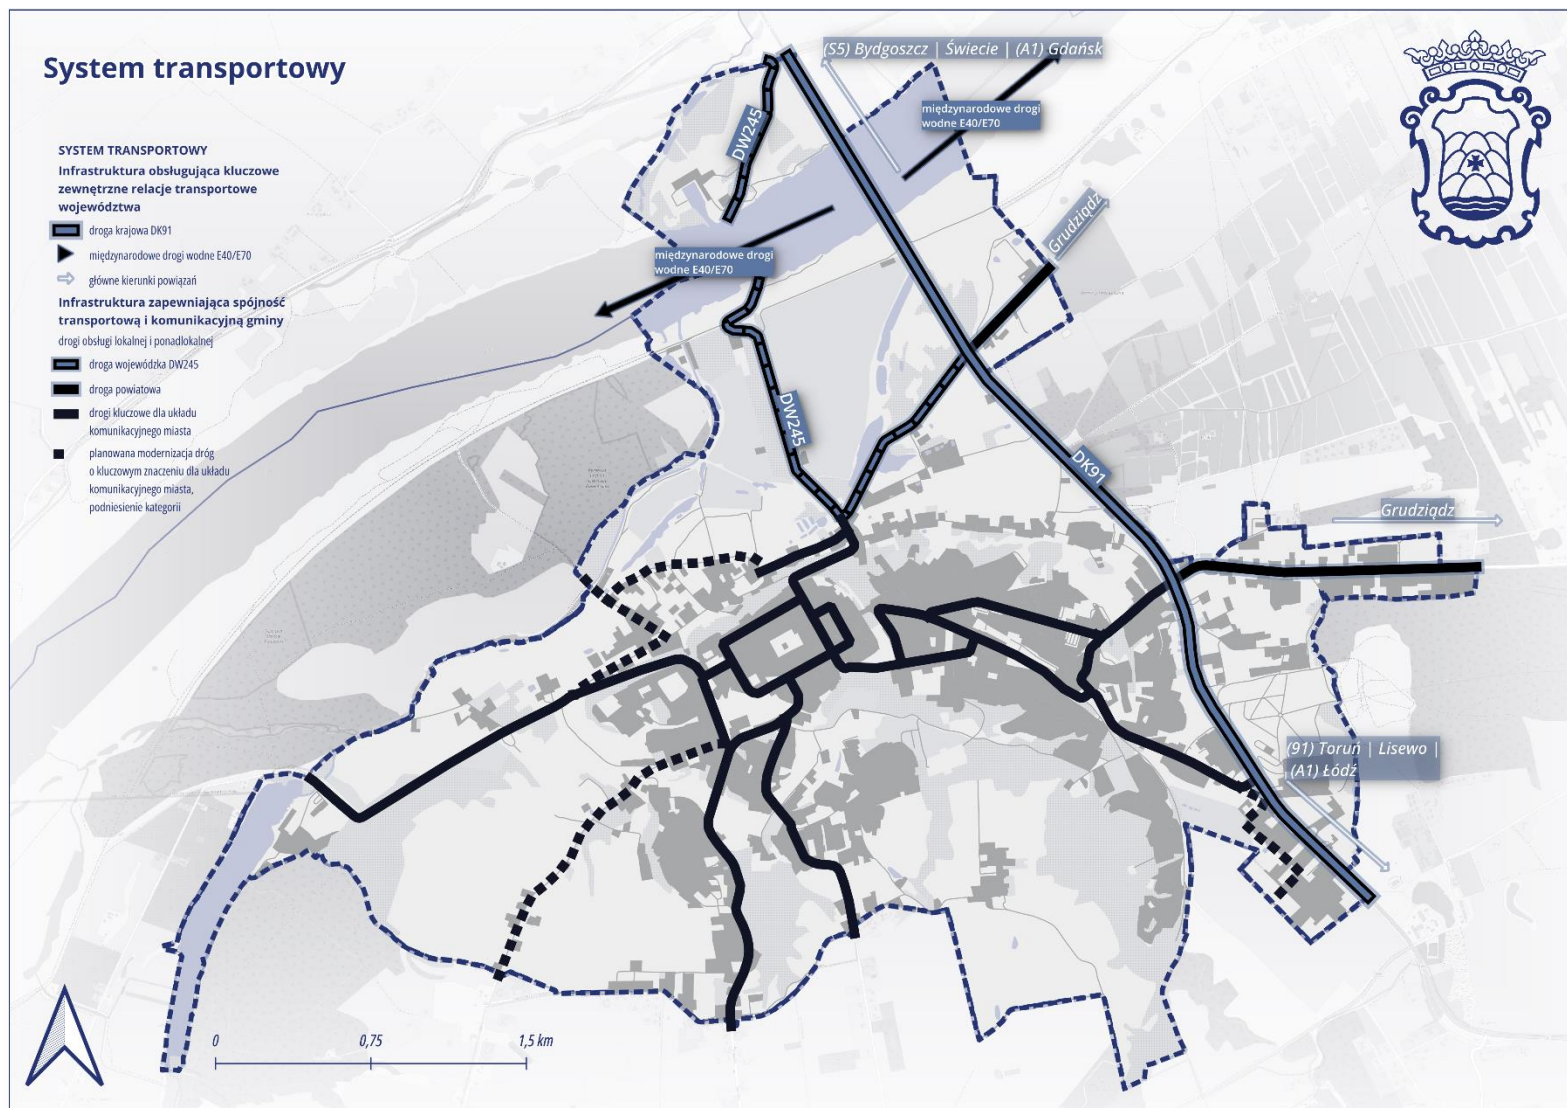 System transportowy
SYSTEM TRANSPORTOWY
Infrastruktura obsługująca kluczowe
zewnętrzne relacje transportowe
województwa
droga krajowa DK91
międzynarodowe drogi wodne E40/E70
główne kierunki powiązań
Infrastruktura zapewniająca spójność
transportową i komunikacyjną gminy
drogi obsługi lokalnej i ponadlokalnej
droga wojewódzka DW245
droga powiatowa
drogi kluczowe dla układu
komunikacyjnego miasta
planowana modernizacja dróg
o kluczowym znaczeniu dla układu
komunikacyjnego miasta,
podniesienie kategorii
(S5) Bydgoszcz | Świecie | (A1) Gdańsk
międzynarodowe drogi
wodne E40/E70
DW245
Grudziądz
międzynarodowe drogi
wodne E40/E70
DW245
DK91
Grudziądz
(91) Toruń | Lisewo |
(A1) Łódź
0
0,75
1,5 km